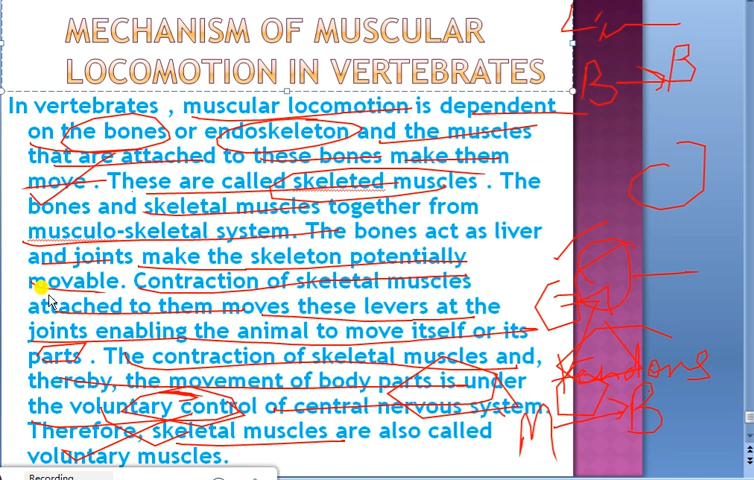 MECHANISM OF MUSCULAR
LOCOMOTION IN VERTEBRATES
In vertebrates , muscular locomotion is dependent
on the bones or endoskeleton and the muscles
that are attached to these bones make them
move . These are called skeleted muscles . The
bones and skeletal muscles together from
musculo-skeletal system. The bones act as liver
and joints make the skeleton potentially
movable. Contraction of skeletal muscles
attached to them moves these levers at the
joints enabling the animal to move itself or its
parts . The contraction of skeletal muscles and,
thereby, the movement of body parts is under
the voluntary control of central nervous system.
Therefore, skeletal muscles are also called
voluntary muscles.
B → B
Tendons
M → B
Recording